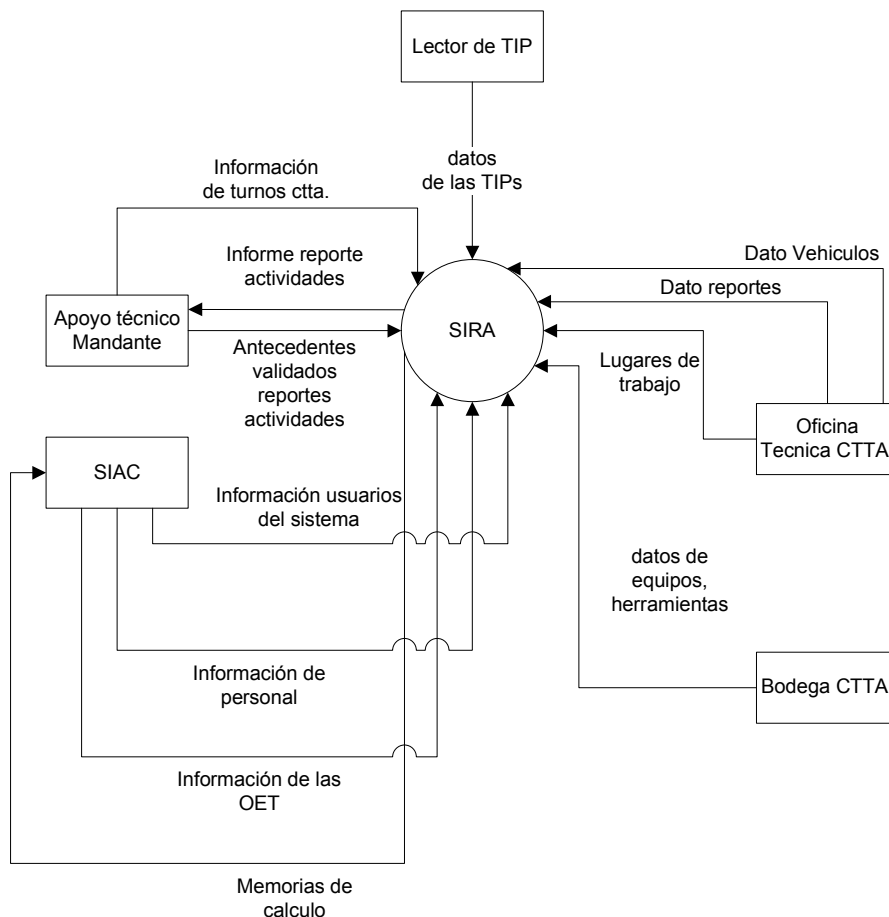 Lector de TIP
datos
de las TIPs
Información
de turnos ctta.
Informe reporte
actividades
Dato Vehiculos
Dato reportes
Apoyo técnico
Mandante
SIRA
Antecedentes
validados
reportes
actividades
Lugares de
trabajo
Oficina
Tecnica CTTA
SIAC
Información usuarios
del sistema
datos de
equipos,
herramientas
Información de
personal
Bodega CTTA
Información de las
OET
Memorias de
calculo